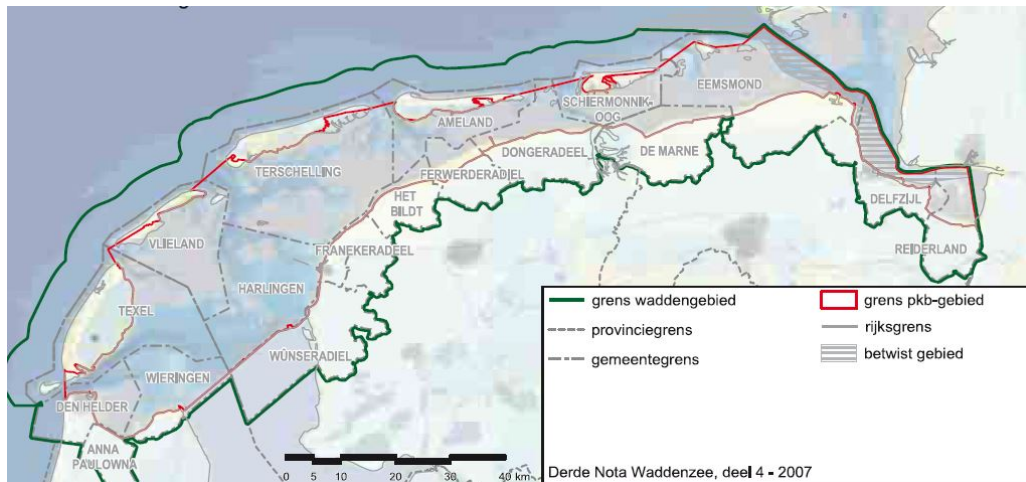 EEMSMOND
SCHIERMONNIK-
OOG
AMELAND
DE MARNE
DONGERADEEL
TERSCHELLING
FERWERDERADIEL
HET
BILDT
DELFZIJL
VLIELAND
FRANEKERADEEL
REIDERLAND
HARLINGEN
TEXEL
WÛNSERADIEL
WIERINGEN
DEN HELDER
ANNA
PAULOWNA
grens waddengebied
provinciegrens
gemeentegrens
grens pkb-gebied
rijksgrens
betwist gebied
0 5 10 20 30 40 km
Derde Nota Waddenzee, deel 4 - 2007